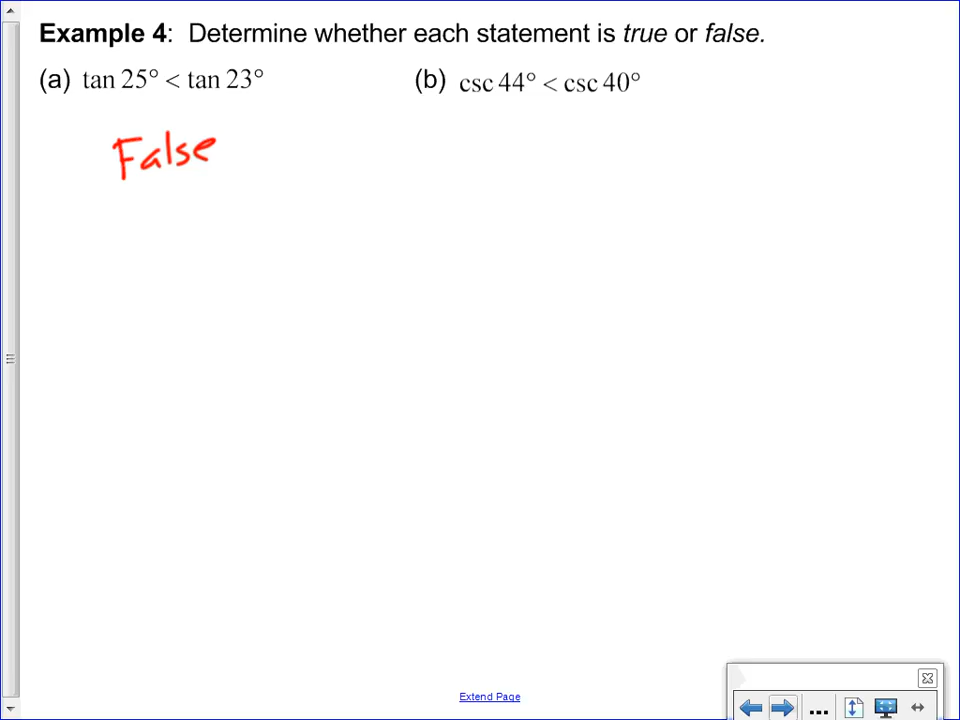 Example 4: Determine whether each statement is true or false.
(a) tan 25° < tan 23° (b) csc 44° < csc 40°
False
Extend Page
...